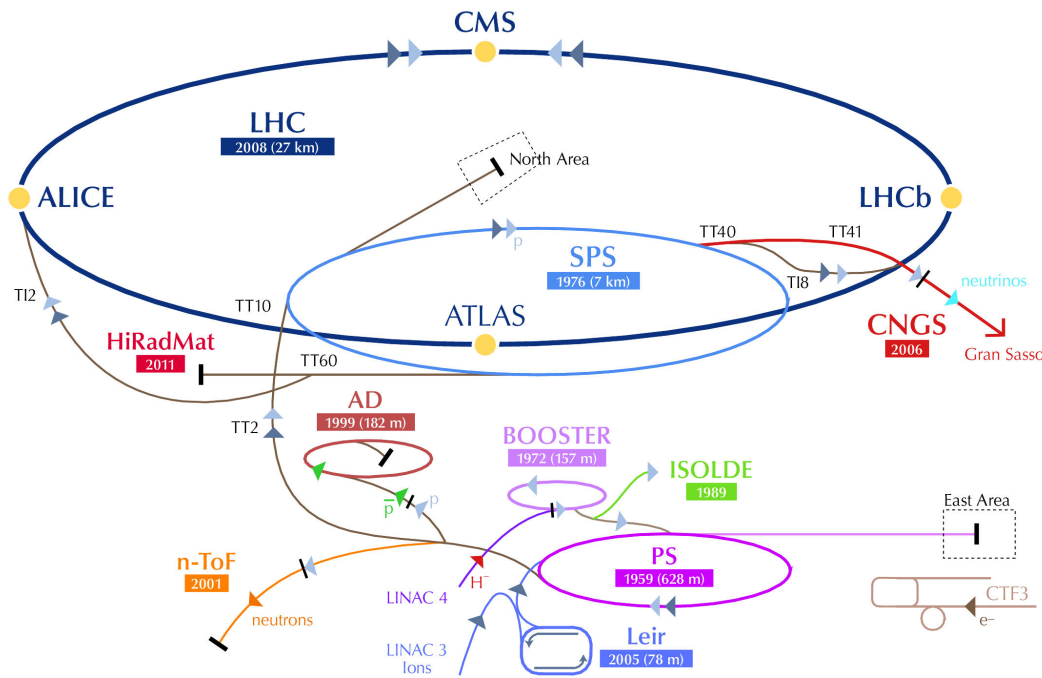 CMS
LHC
2008 (27 km)
North Area
ALICE
LHCb
TT40
TT41
p
SPS
1976 (7 km)
TI8
neutrinos
TI2
TT10
ATLAS
CNGS
2006
HiRadMat
2011
Gran Sasso
TT60
AD
1999 (182 m)
TT2
BOOSTER
1972 (157 m)
ISOLDE
1989
p̅
p
East Area
PS
1959 (628 m)
n-ToF
2001
H⁻
LINAC 4
CTF3
e–
neutrons
LINAC 3
Ions
Leir
2005 (78 m)